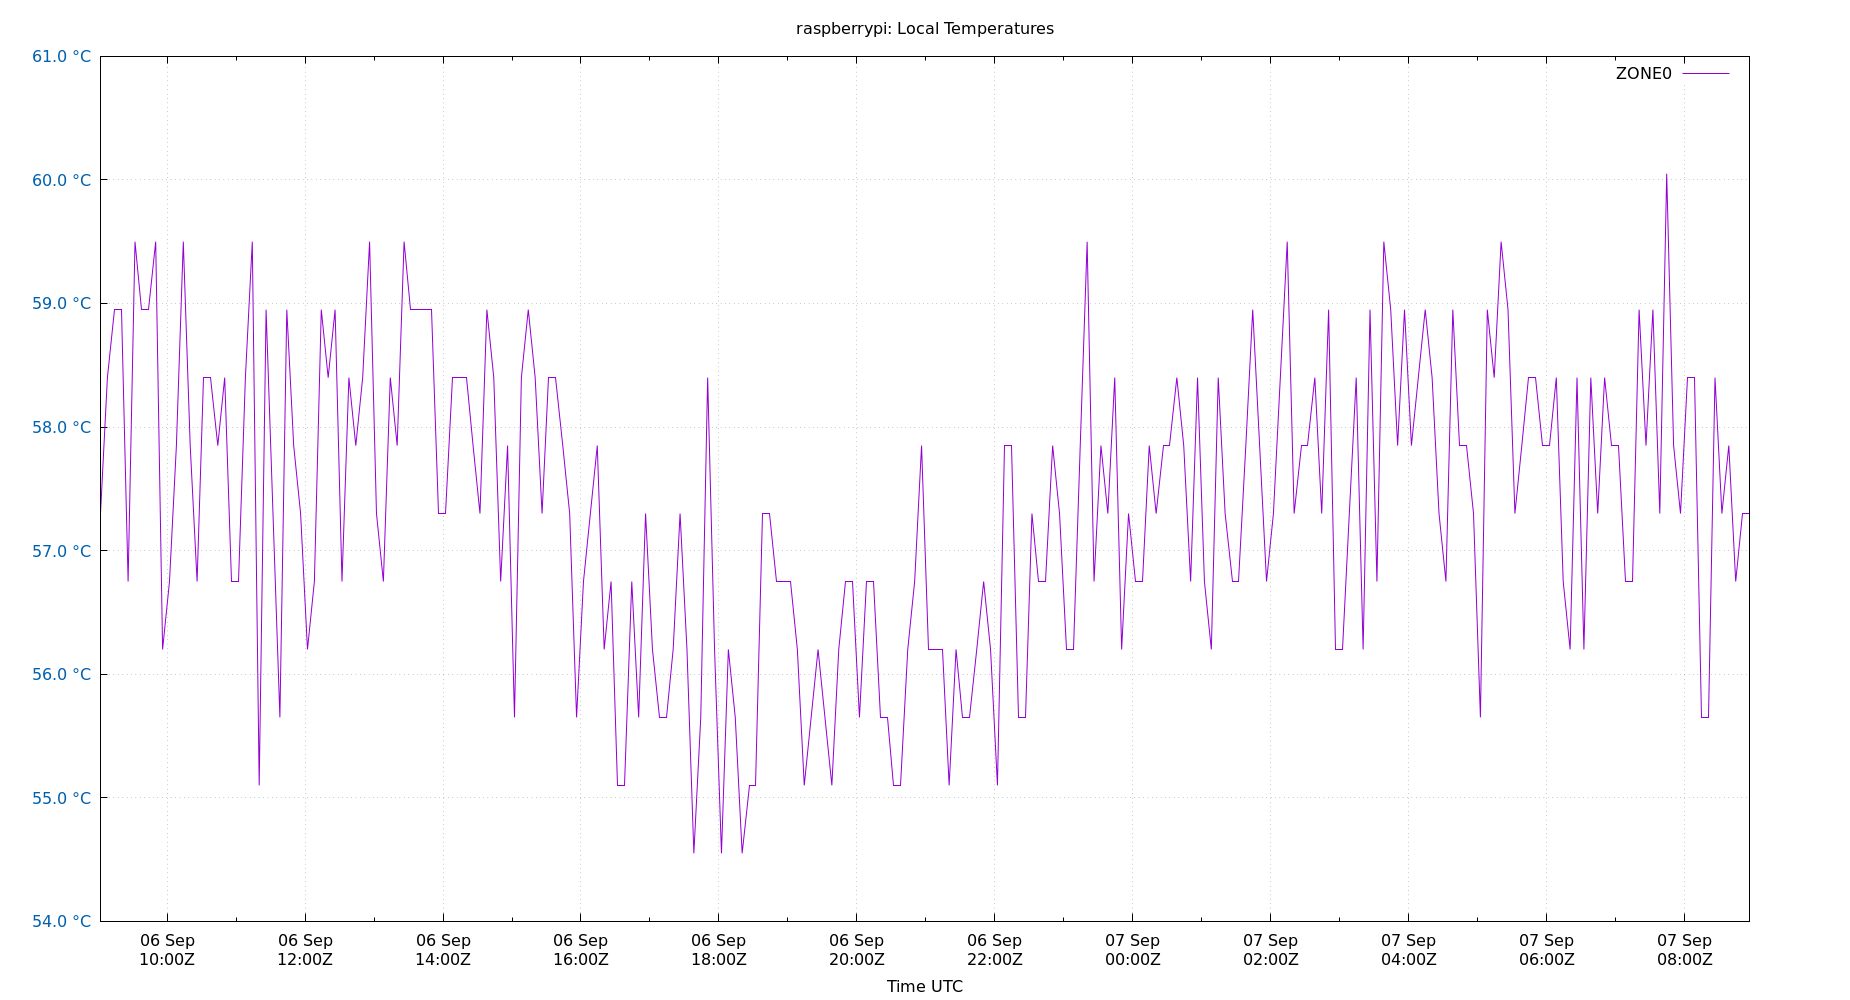 raspberrypi: Local Temperatures
61.0 °C
ZONE0
60.0 °C
59.0 °C
58.0 °C
57.0 °C
56.0 °C
55.0 °C
54.0 °C
06 Sep 06 Sep 06 Sep 06 Sep 06 Sep 06 Sep 06 Sep 07 Sep 07 Sep 07 Sep 07 Sep 07 Sep
10:00Z 12:00Z 14:00Z 16:00Z 18:00Z 20:00Z 22:00Z 00:00Z 02:00Z 04:00Z 06:00Z 08:00Z
Time UTC